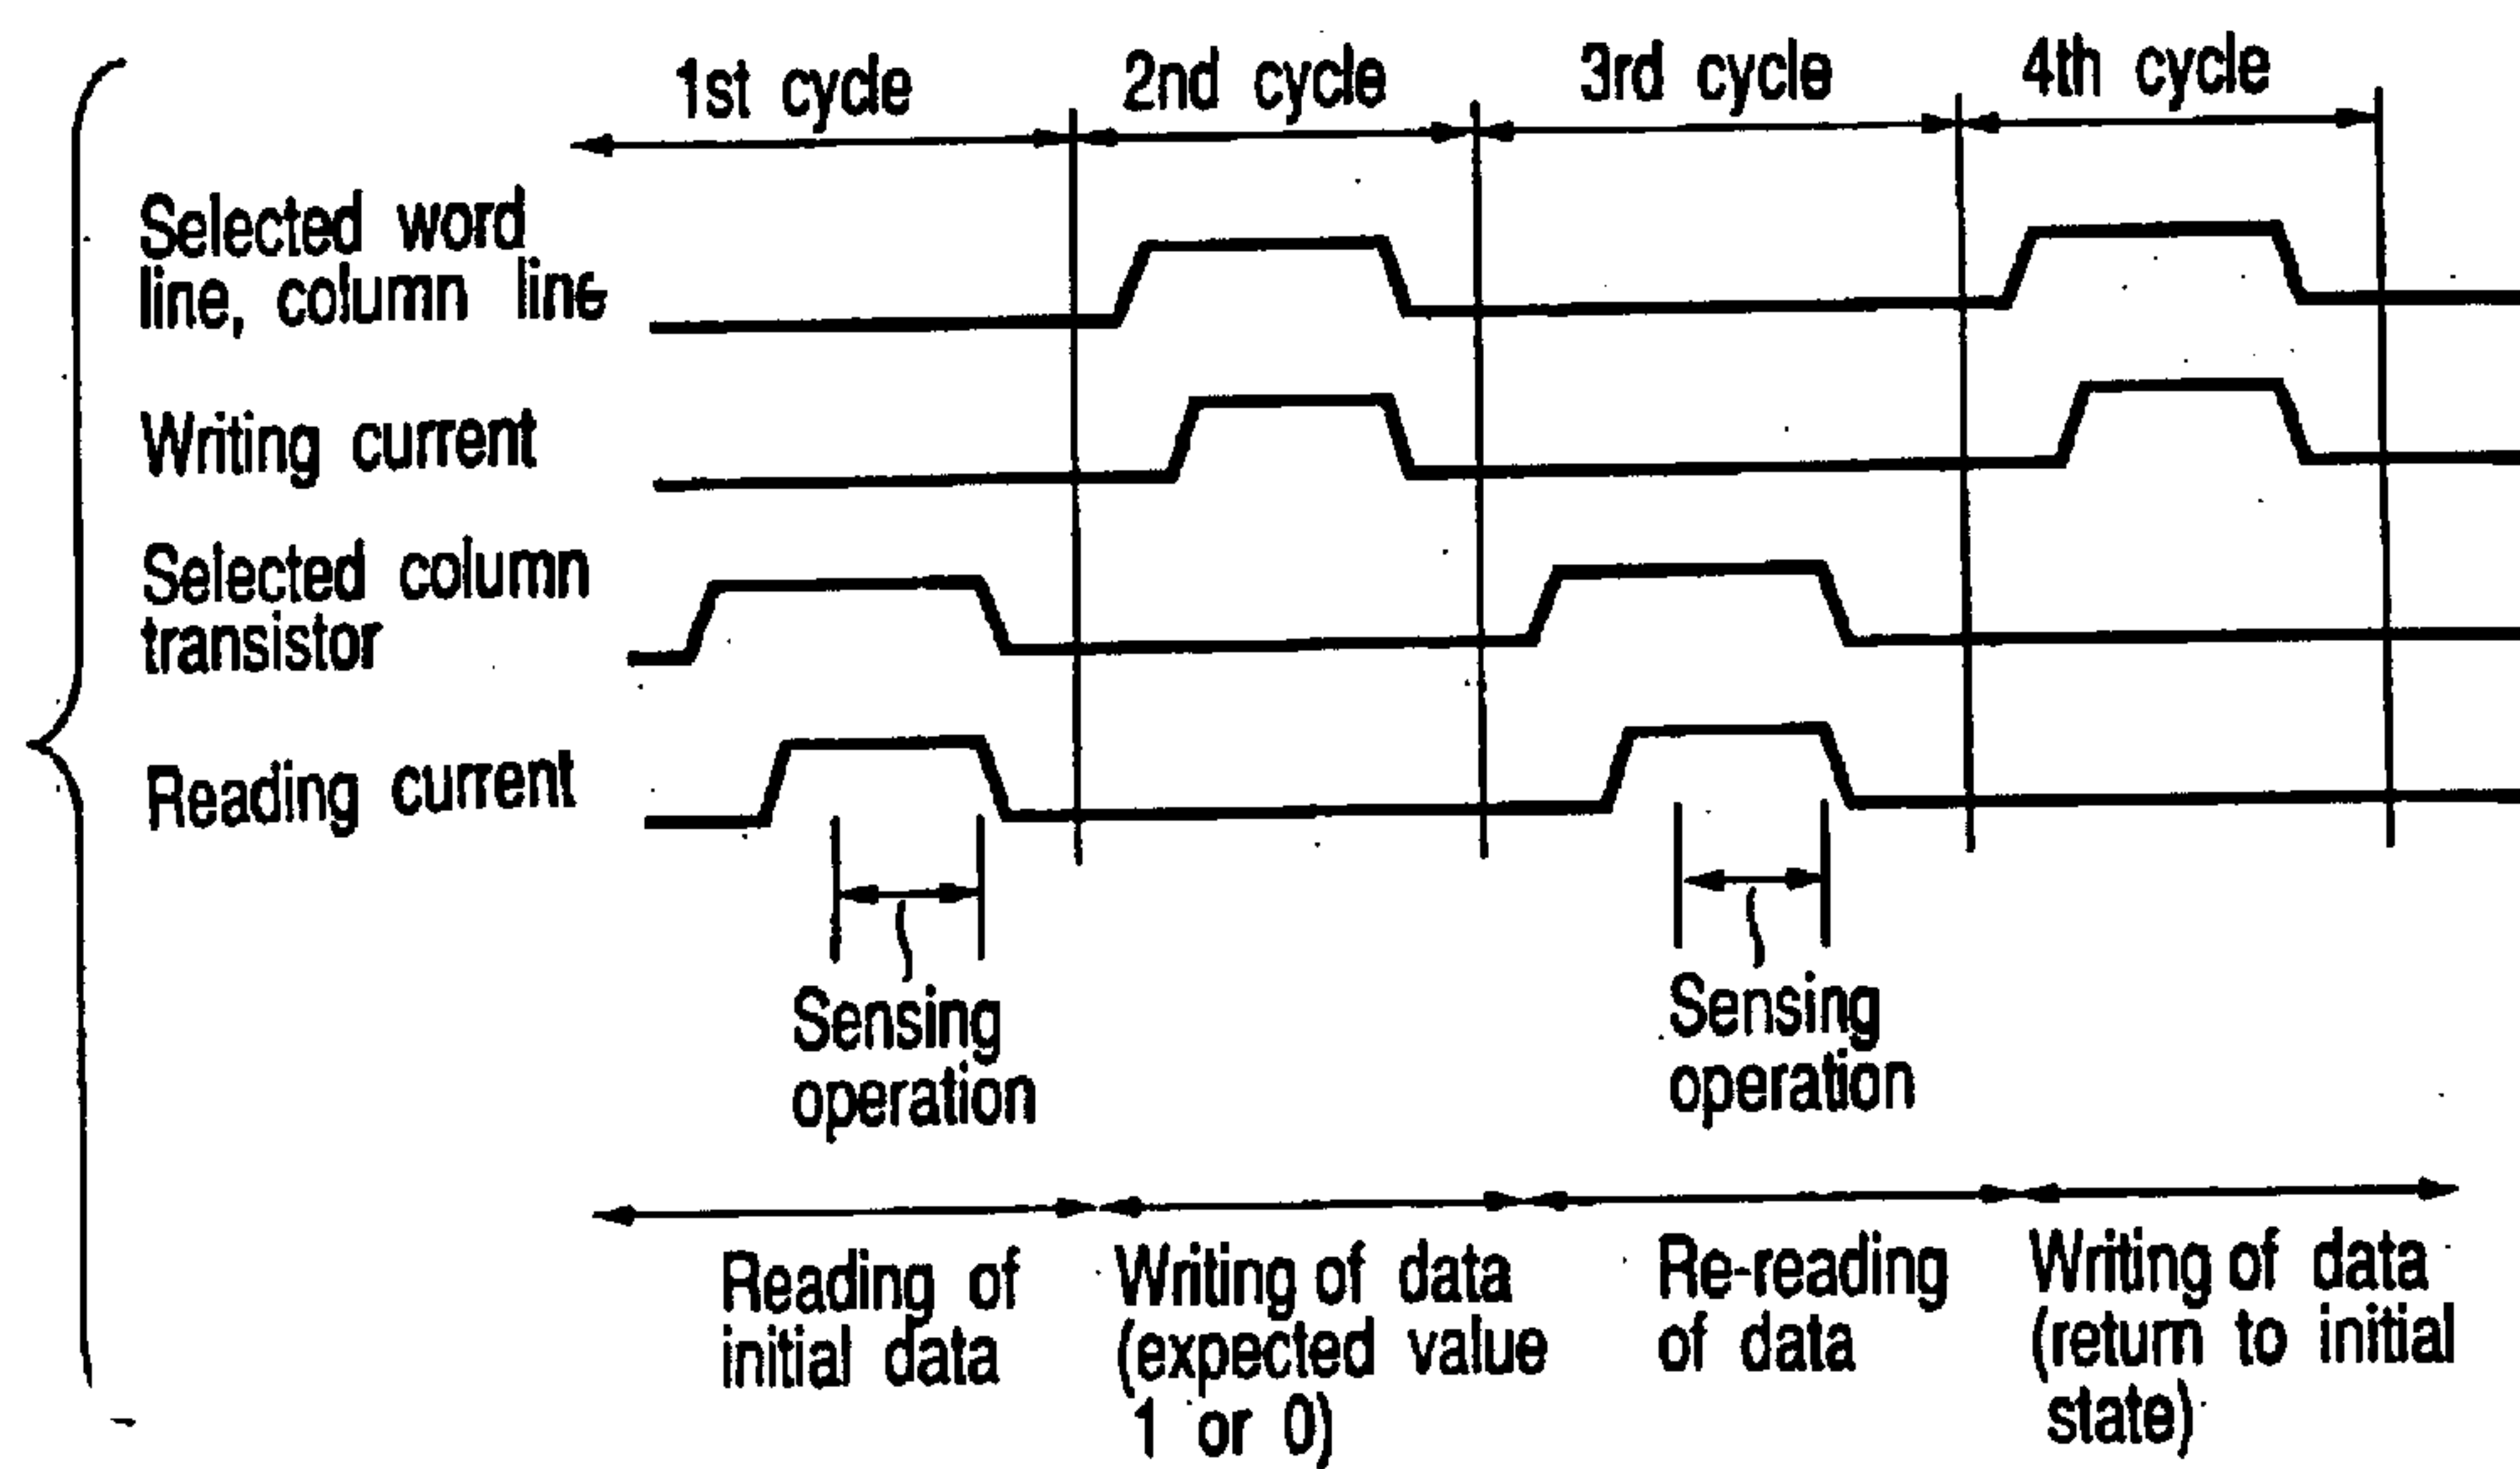 1st cycle
2nd cycle
3rd cycle
4th cycle
Selected word
line, column line
Writing current
Selected column
transistor
Reading current
Sensing
operation
Sensing
operation
Reading of
initial data
Writing of data
(expected value
1 or 0)
Re-reading
of data
Writing of data
(return to initial
state)